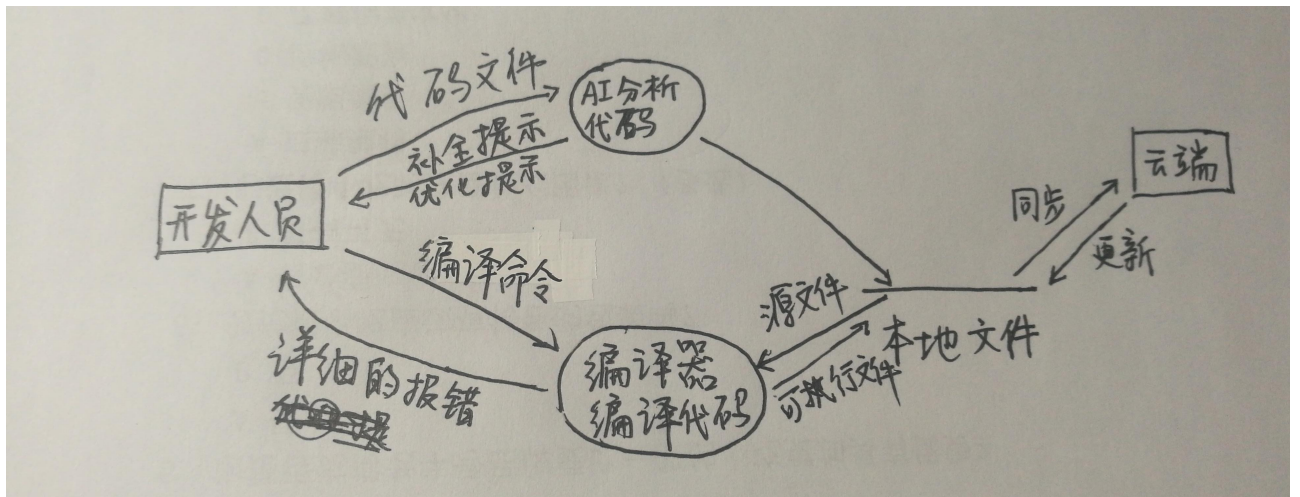 代码文件
AI分析
代码
补全提示
优化提示
开发人员
云端
同步
更新
编译命令
源文件
本地文件
详细的报错
编译器
编译代码
可执行文件